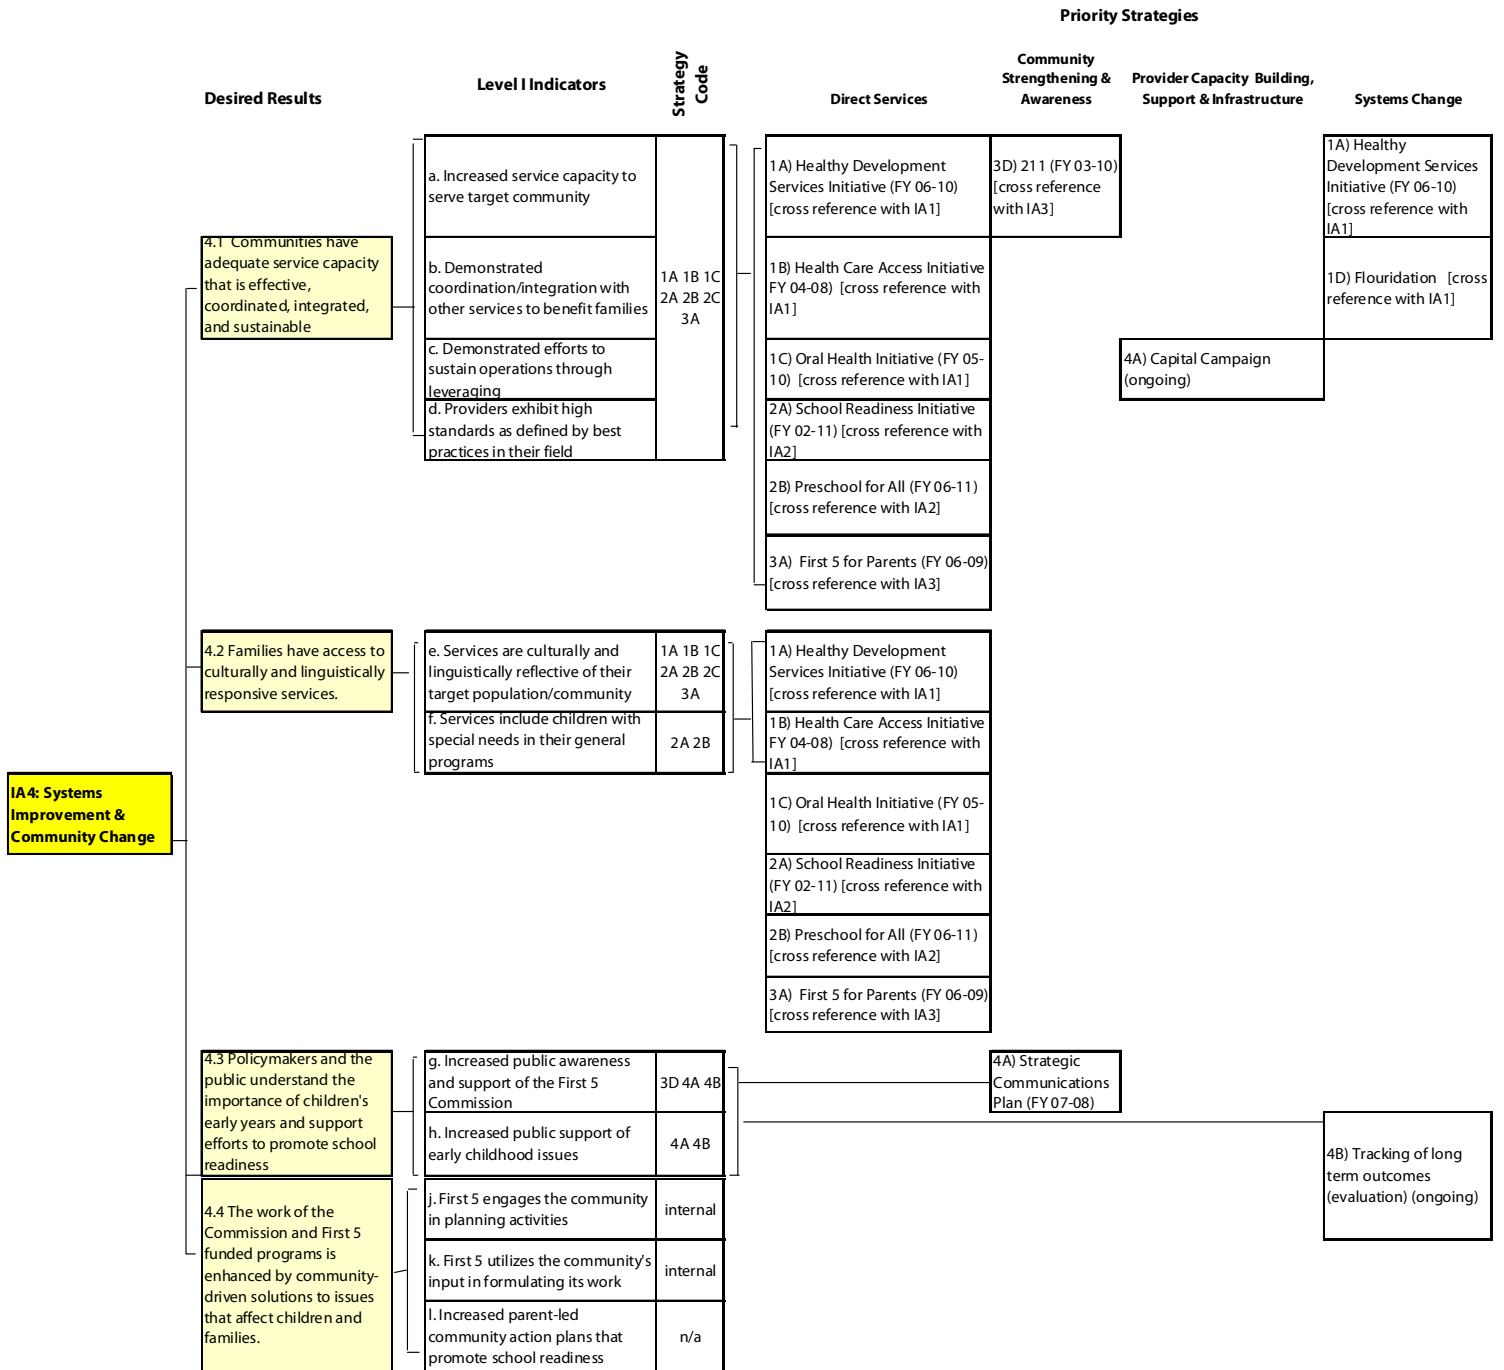 Priority Strategies
Desired Results
Level I Indicators
Strategy
Code
Direct Services
Community
Strengthening &
Awareness
Provider Capacity Building,
Support & Infrastructure
Systems Change
IA4: Systems
Improvement &
Community Change
4.1 Communities have
adequate service capacity
that is effective,
coordinated, integrated,
and sustainable
a. Increased service capacity to
serve target community
b. Demonstrated
coordination/integration with
other services to benefit families
c. Demonstrated efforts to
sustain operations through
leveraging
d. Providers exhibit high
standards as defined by best
practices in their field
1A 1B 1C
2A 2B 2C
3A
1A) Healthy Development
Services Initiative (FY 06-10)
[cross reference with IA1]
1B) Health Care Access Initiative
FY 04-08) [cross reference with
IA1]
1C) Oral Health Initiative (FY 05-
10) [cross reference with IA1]
2A) School Readiness Initiative
(FY 02-11) [cross reference with
IA2]
2B) Preschool for All (FY 06-11)
[cross reference with IA2]
3A) First 5 for Parents (FY 06-09)
[cross reference with IA3]
3D) 211 (FY 03-10)
[cross reference
with IA3]
4A) Capital Campaign
(ongoing)
1A) Healthy
Development Services
Initiative (FY 06-10)
[cross reference with
IA1]
1D) Flouridation [cross
reference with IA1]
4.2 Families have access to
culturally and linguistically
responsive services.
e. Services are culturally and
linguistically reflective of their
target population/community
1A 1B 1C
2A 2B 2C
3A
f. Services include children with
special needs in their general
programs
2A 2B
1A) Healthy Development
Services Initiative (FY 06-10)
[cross reference with IA1]
1B) Health Care Access Initiative
FY 04-08) [cross reference with
IA1]
1C) Oral Health Initiative (FY 05-
10) [cross reference with IA1]
2A) School Readiness Initiative
(FY 02-11) [cross reference with
IA2]
2B) Preschool for All (FY 06-11)
[cross reference with IA2]
3A) First 5 for Parents (FY 06-09)
[cross reference with IA3]
4.3 Policymakers and the
public understand the
importance of children's
early years and support
efforts to promote school
readiness
g. Increased public awareness
and support of the First 5
Commission
3D 4A 4B
h. Increased public support of
early childhood issues
4A 4B
4A) Strategic
Communications
Plan (FY 07-08)
4B) Tracking of long
term outcomes
(evaluation) (ongoing)
4.4 The work of the
Commission and First 5
funded programs is
enhanced by community-
driven solutions to issues
that affect children and
families.
j. First 5 engages the community
in planning activities
internal
k. First 5 utilizes the community's
input in formulating its work
internal
l. Increased parent-led
community action plans that
promote school readiness
n/a